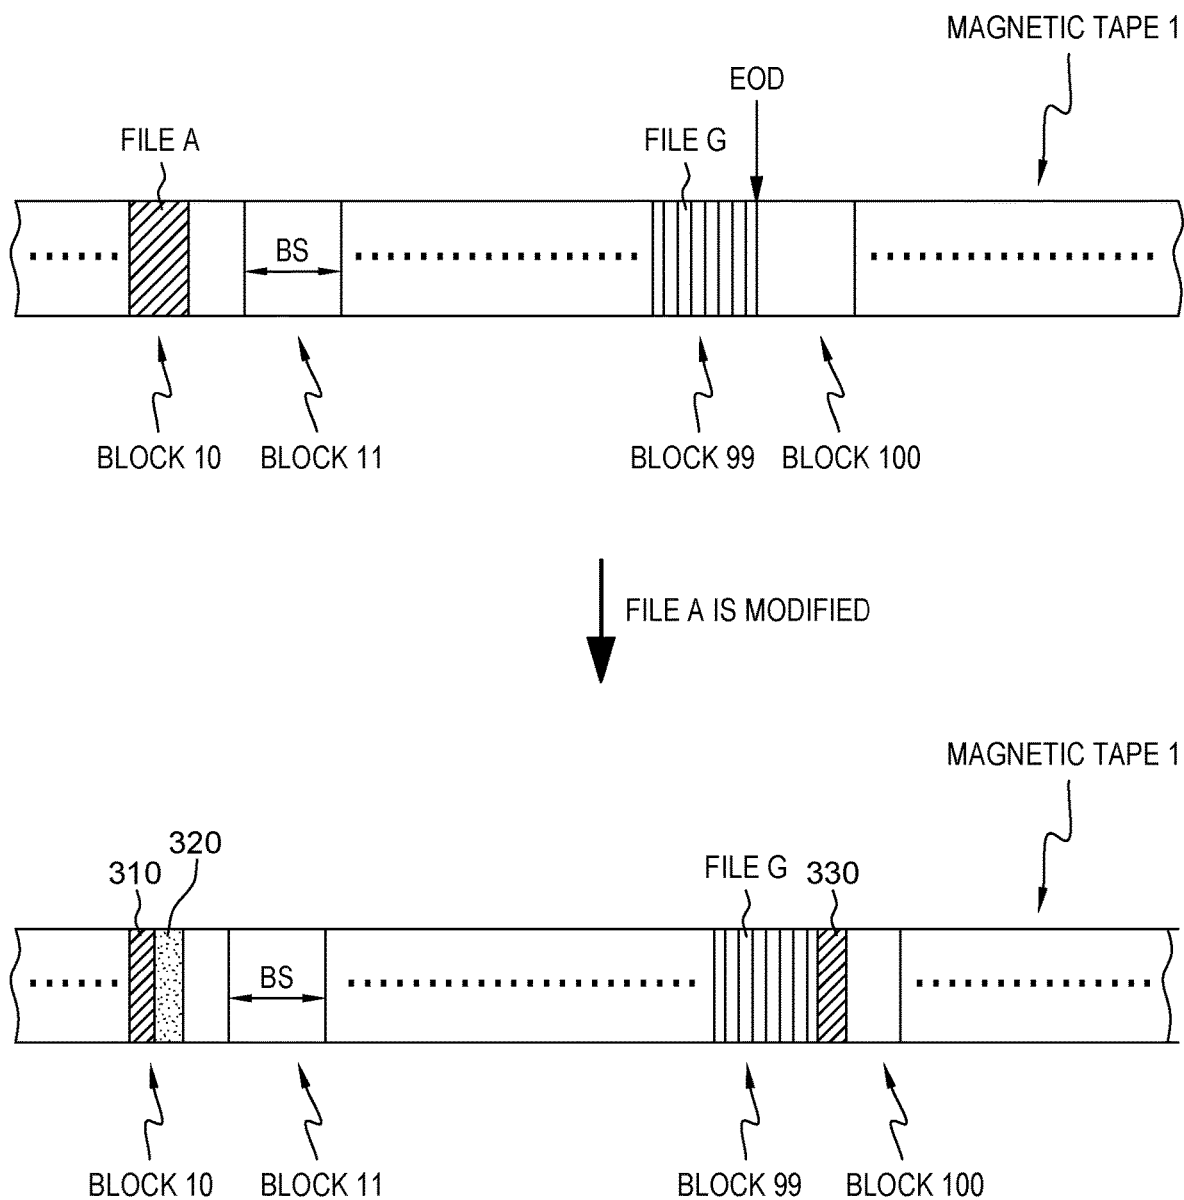 MAGNETIC TAPE 1
EOD
FILE A
FILE G
BS
BLOCK 10
BLOCK 11
BLOCK 99
BLOCK 100
FILE A IS MODIFIED
MAGNETIC TAPE 1
320
310
FILE G
330
BS
BLOCK 10
BLOCK 11
BLOCK 99
BLOCK 100